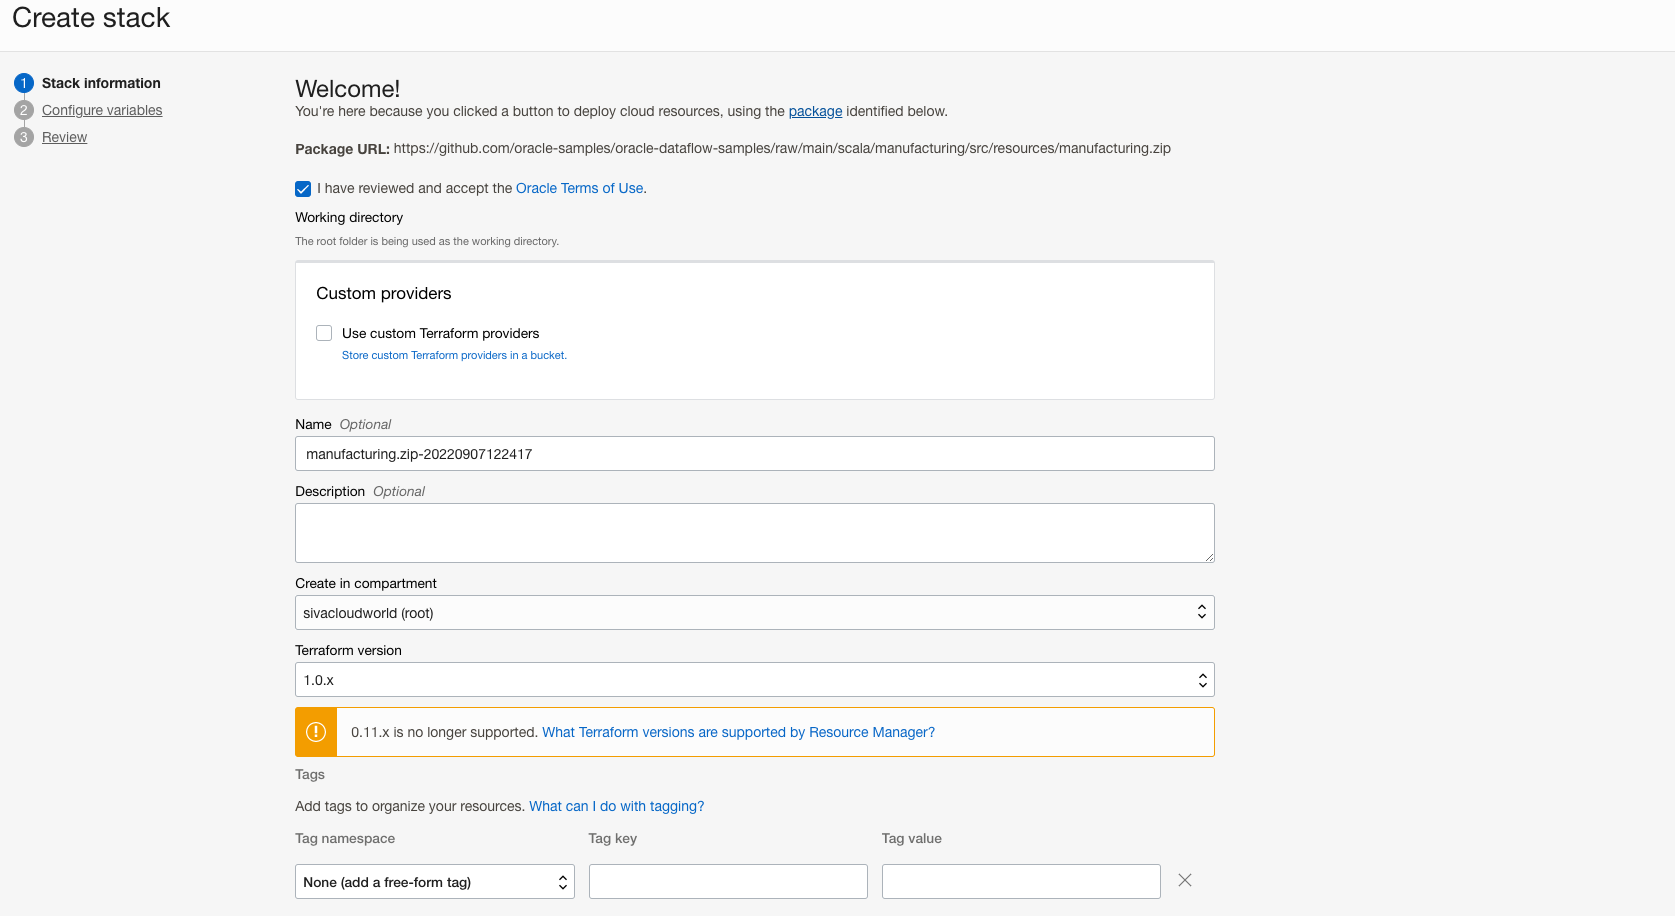 Create stack
1 Stack information
2 Configure variables
3 Review
Welcome!
You're here because you clicked a button to deploy cloud resources, using the package identified below.
Package URL: https://github.com/oracle-samples/oracle-dataflow-samples/raw/main/scala/manufacturing/src/resources/manufacturing.zip
I have reviewed and accept the Oracle Terms of Use.
Working directory
The root folder is being used as the working directory.
Custom providers
Use custom Terraform providers
Store custom Terraform providers in a bucket.
Name Optional
manufacturing.zip-20220907122417
Description Optional
Create in compartment
sivacloudworld (root)
Terraform version
1.0.x
0.11.x is no longer supported. What Terraform versions are supported by Resource Manager?
Tags
Add tags to organize your resources. What can I do with tagging?
Tag namespace Tag key Tag value
None (add a free-form tag)